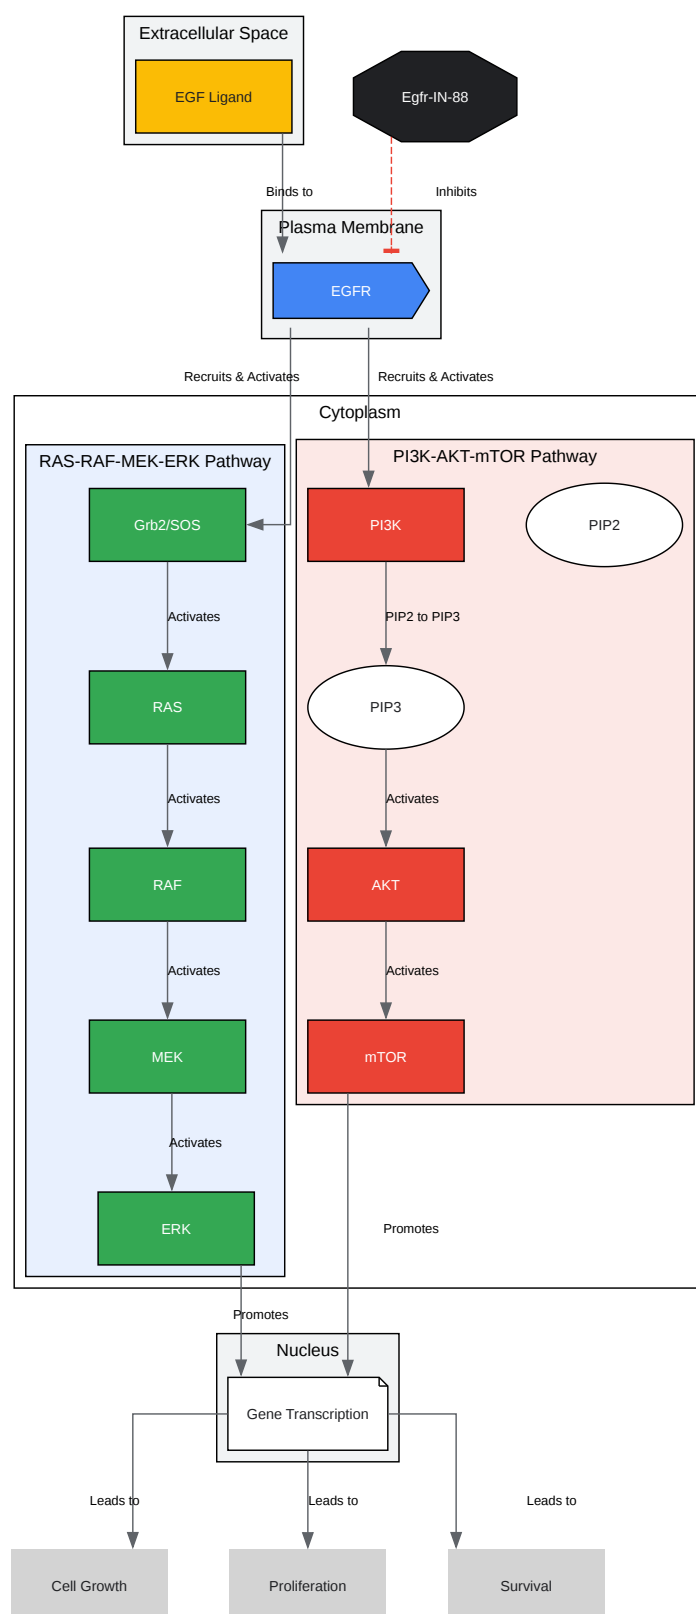 Extracellular Space
EGF Ligand
Egfr-IN-88
Binds to
Inhibits
Plasma Membrane
EGFR
Recruits & Activates
Recruits & Activates
Cytoplasm
RAS-RAF-MEK-ERK Pathway
PI3K-AKT-mTOR Pathway
Grb2/SOS
PI3K
PIP2
Activates
PIP2 to PIP3
RAS
PIP3
Activates
Activates
RAF
AKT
Activates
Activates
MEK
mTOR
Activates
ERK
Promotes
Promotes
Nucleus
Gene Transcription
Leads to
Leads to
Leads to
Cell Growth
Proliferation
Survival